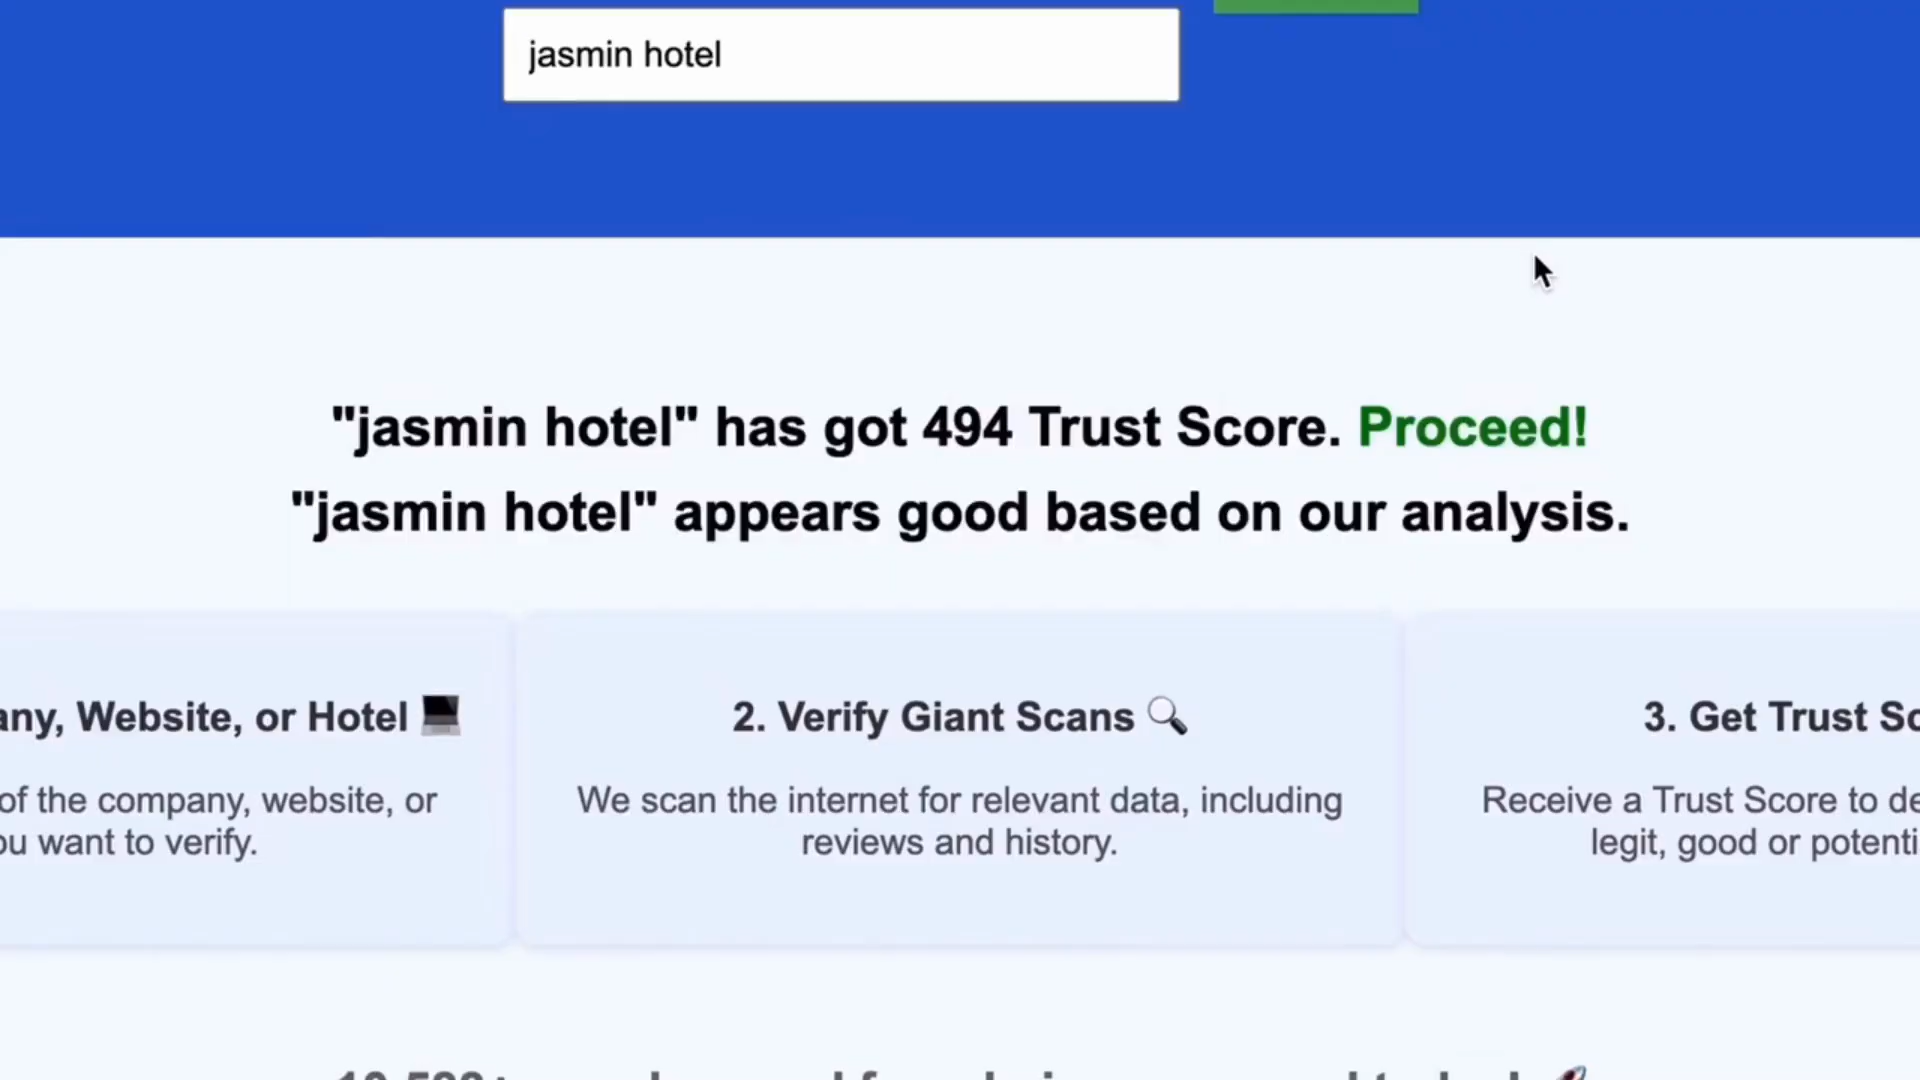 jasmin hotel
"jasmin hotel" has got 494 Trust Score. Proceed!
"jasmin hotel" appears good based on our analysis.
any, Website, or Hotel
of the company, website, or
ou want to verify.
2. Verify Giant Scans
We scan the internet for relevant data, including
reviews and history.
3. Get Trust Sc
Receive a Trust Score to de
legit, good or potenti